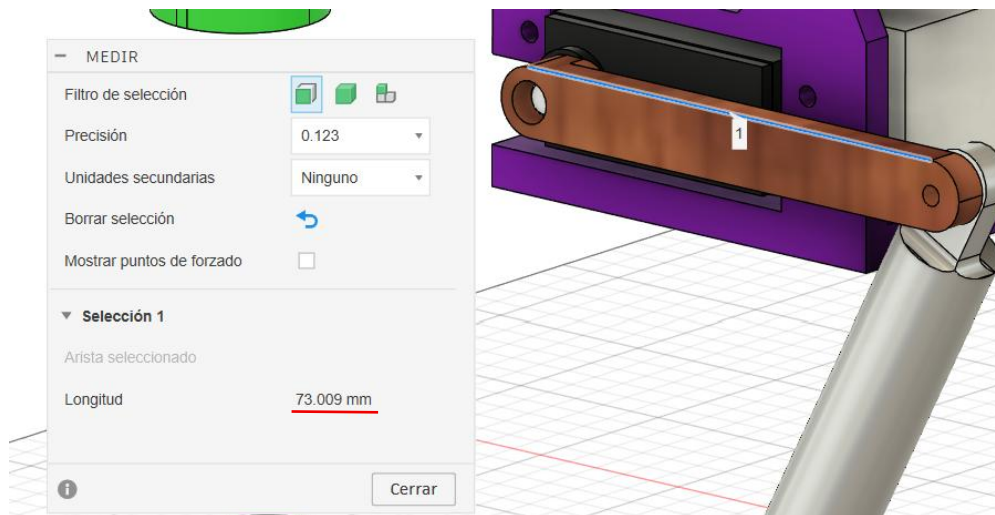 MEDIR
Filtro de selección
Precisión 0.123
Unidades secundarias Ninguno
Borrar selección
Mostrar puntos de forzado
Selección 1
Arista seleccionado
Longitud 73.009 mm
Cerrar
1